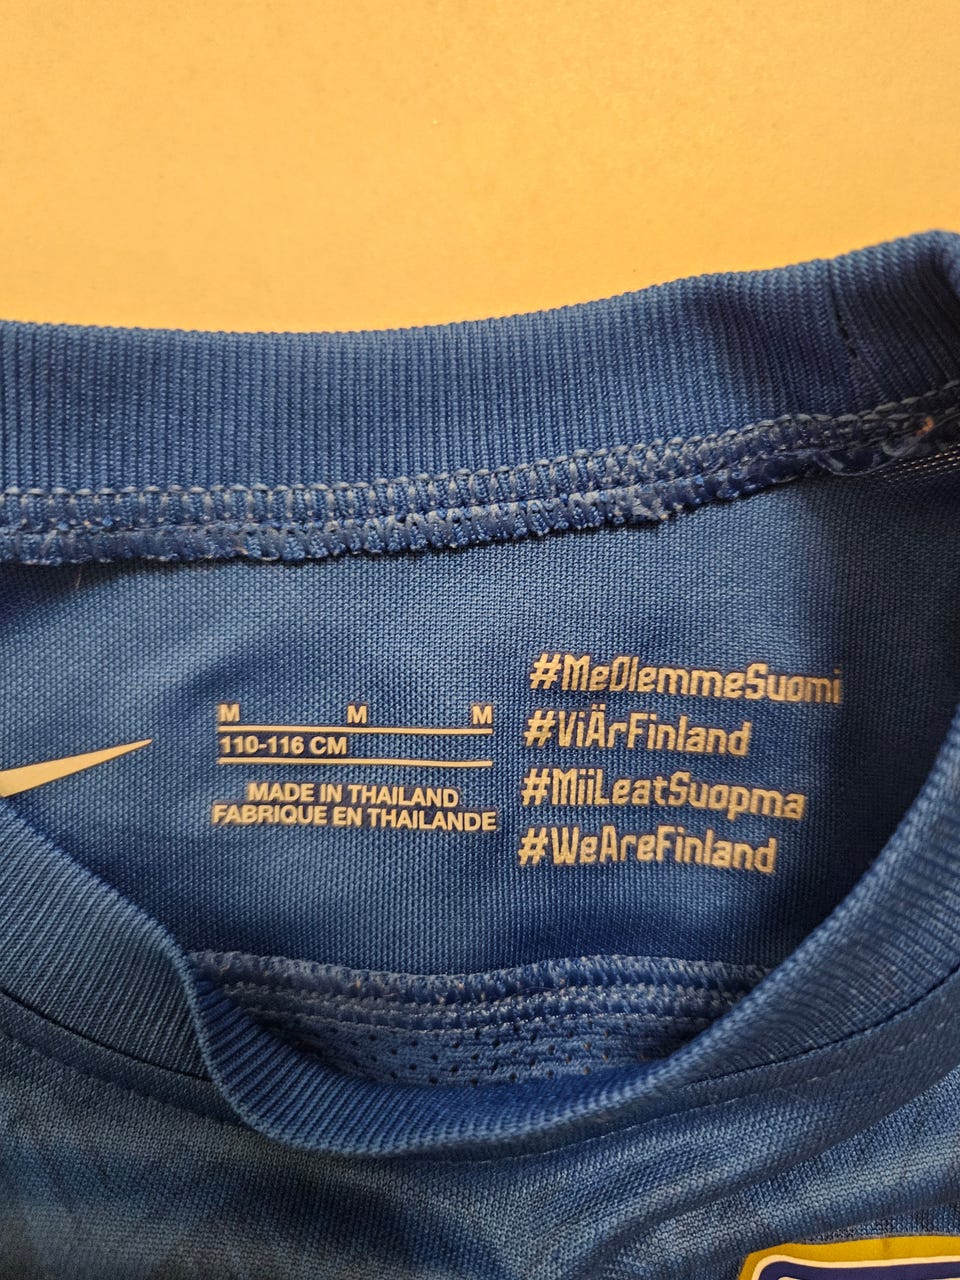 M M M
110-116 CM
MADE IN THAILAND
FABRIQUE EN THAILANDE
#MeOlemmeSuomi
#ViÄrFinland
#MiiLeatSuopma
#WeAreFinland